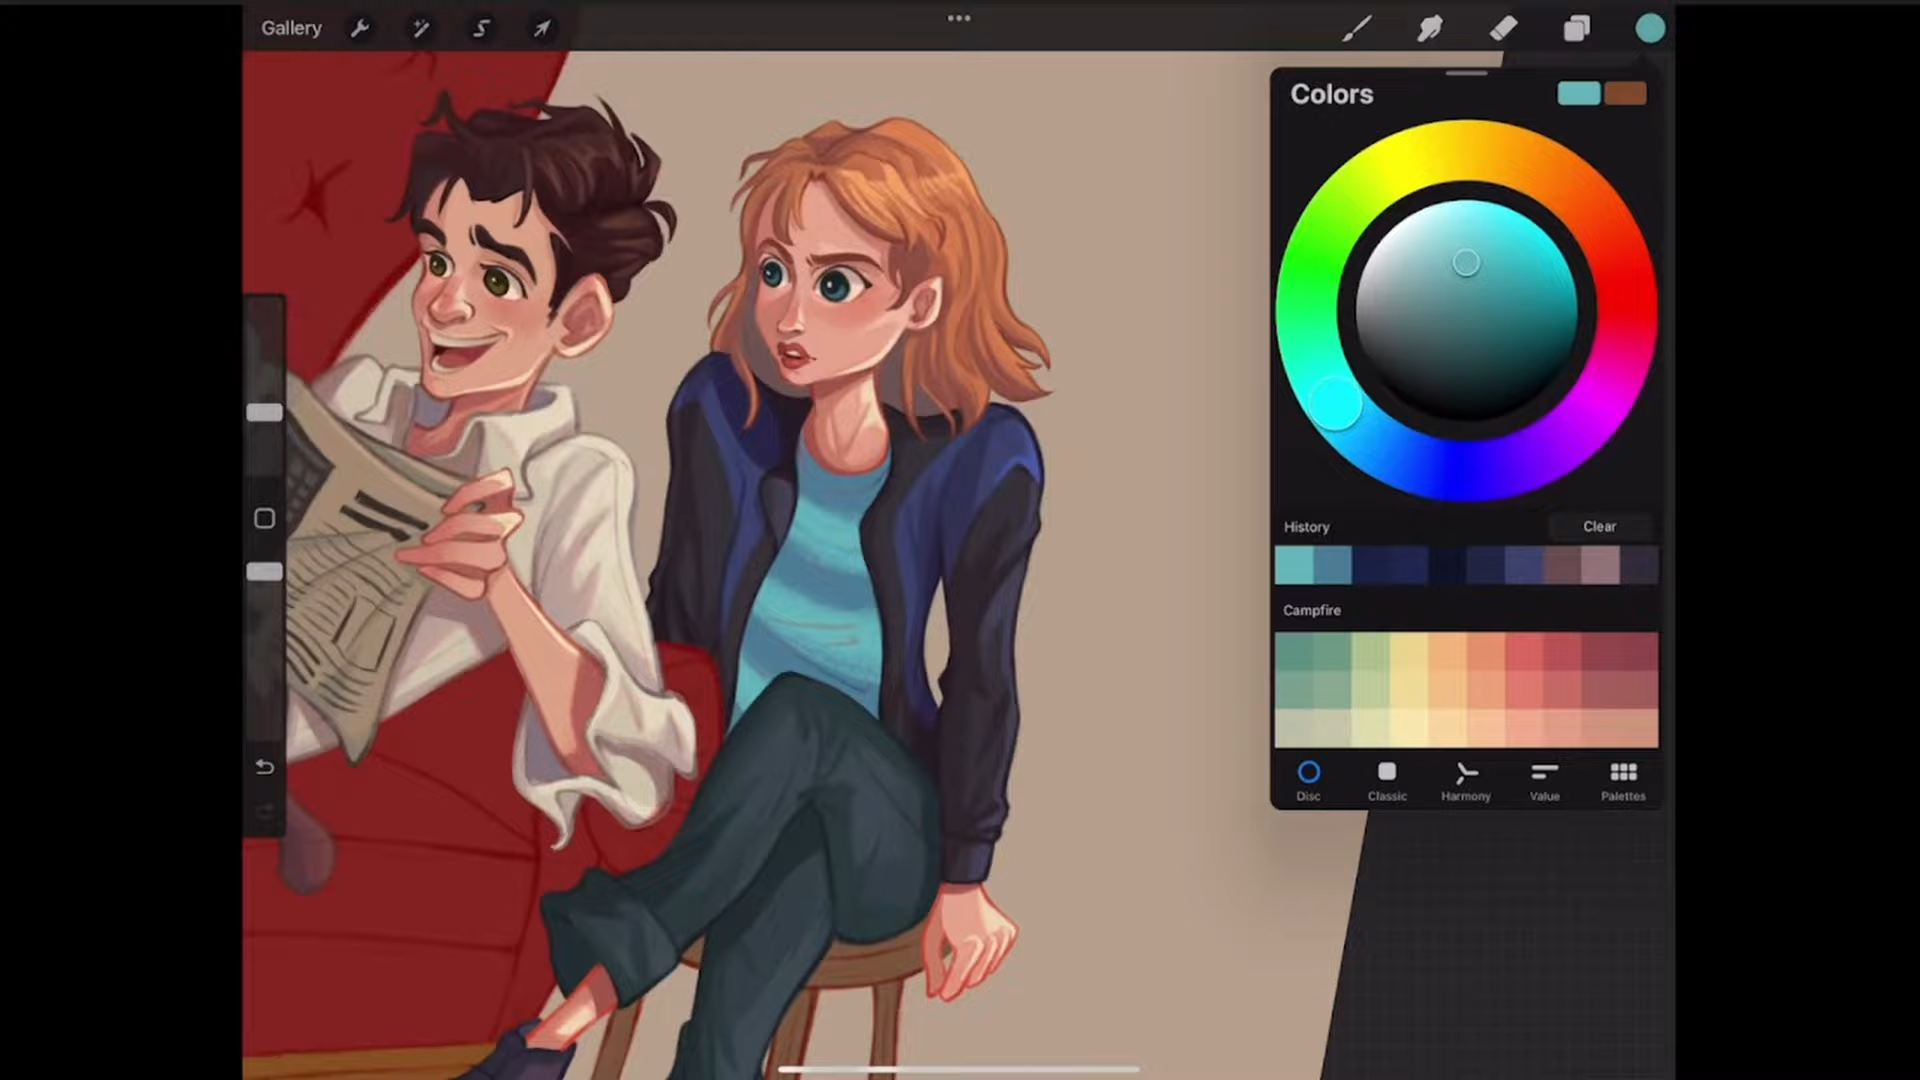 Gallery
Colors
History
Clear
Campfire
Disc
Classic
Harmony
Value
Palettes